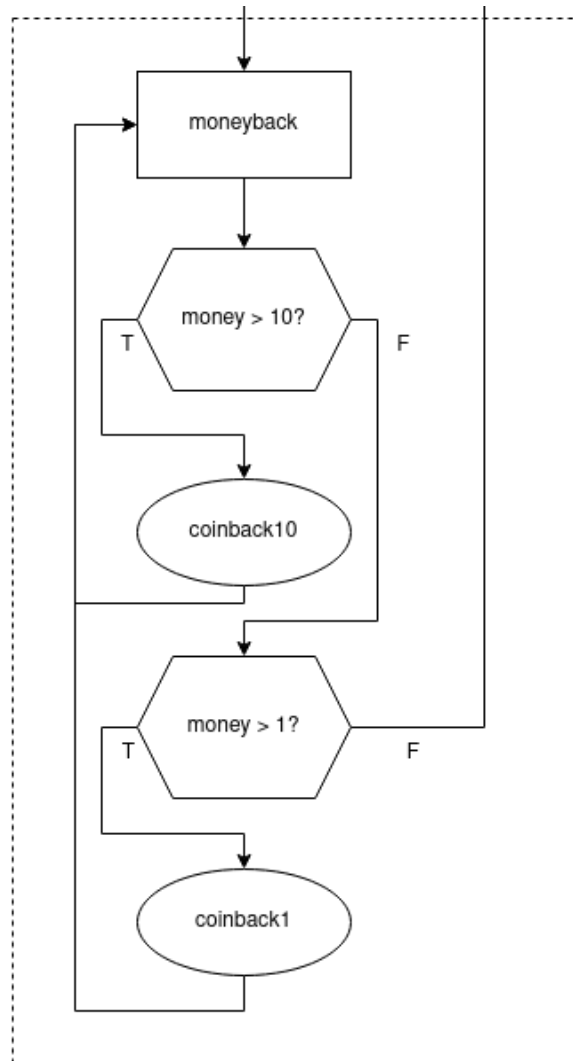 moneyback
money > 10?
T
F
coinback10
money > 1?
T
F
coinback1